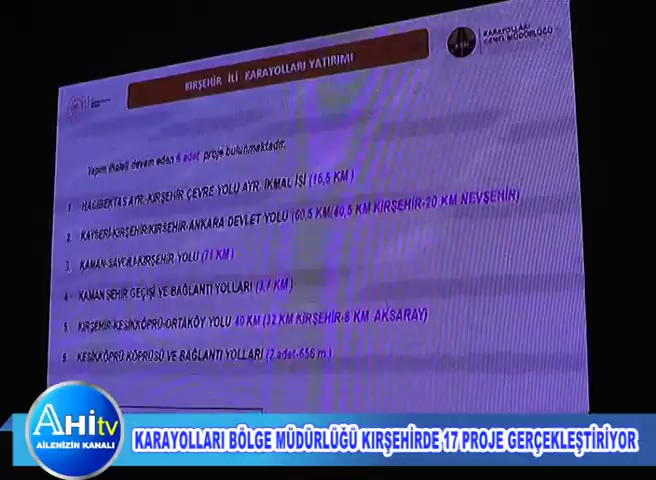 KIRŞEHİR İLİ KARAYOLLARI YATIRIMI
KARAYOLLARI
GENEL MÜDÜRLÜĞÜ
Yapım ihaleli devam eden 6 adet proje bulunmaktadır.
1. HACIBEKTAŞ AYR.-KIRŞEHİR ÇEVRE YOLU AYR. İKMAL İŞİ (16,5 KM )
2. KAYSERİ-KIRŞEHİR/KIRŞEHİR-ANKARA DEVLET YOLU (60,5 KM/40,5 KM KIRŞEHİR-20 KM NEVŞEHİR)
3. KAMAN-SAVCILI-KIRŞEHİR YOLU (71 KM )
4. KAMAN ŞEHİR GEÇİŞİ VE BAĞLANTI YOLLARI (3,7 KM )
5. KIRŞEHİR-KESİKKÖPRÜ-ORTAKÖY YOLU 40 KM (32 KM KIRŞEHİR-8 KM AKSARAY)
6. KESİKKÖPRÜ KÖPRÜSÜ VE BAĞLANTI YOLLARI (2 adet-656 m.)
AHİ tv
AİLENİZİN KANALI
KARAYOLLARI BÖLGE MÜDÜRLÜĞÜ KIRŞEHİRDE 17 PROJE GERÇEKLEŞTİRİYOR